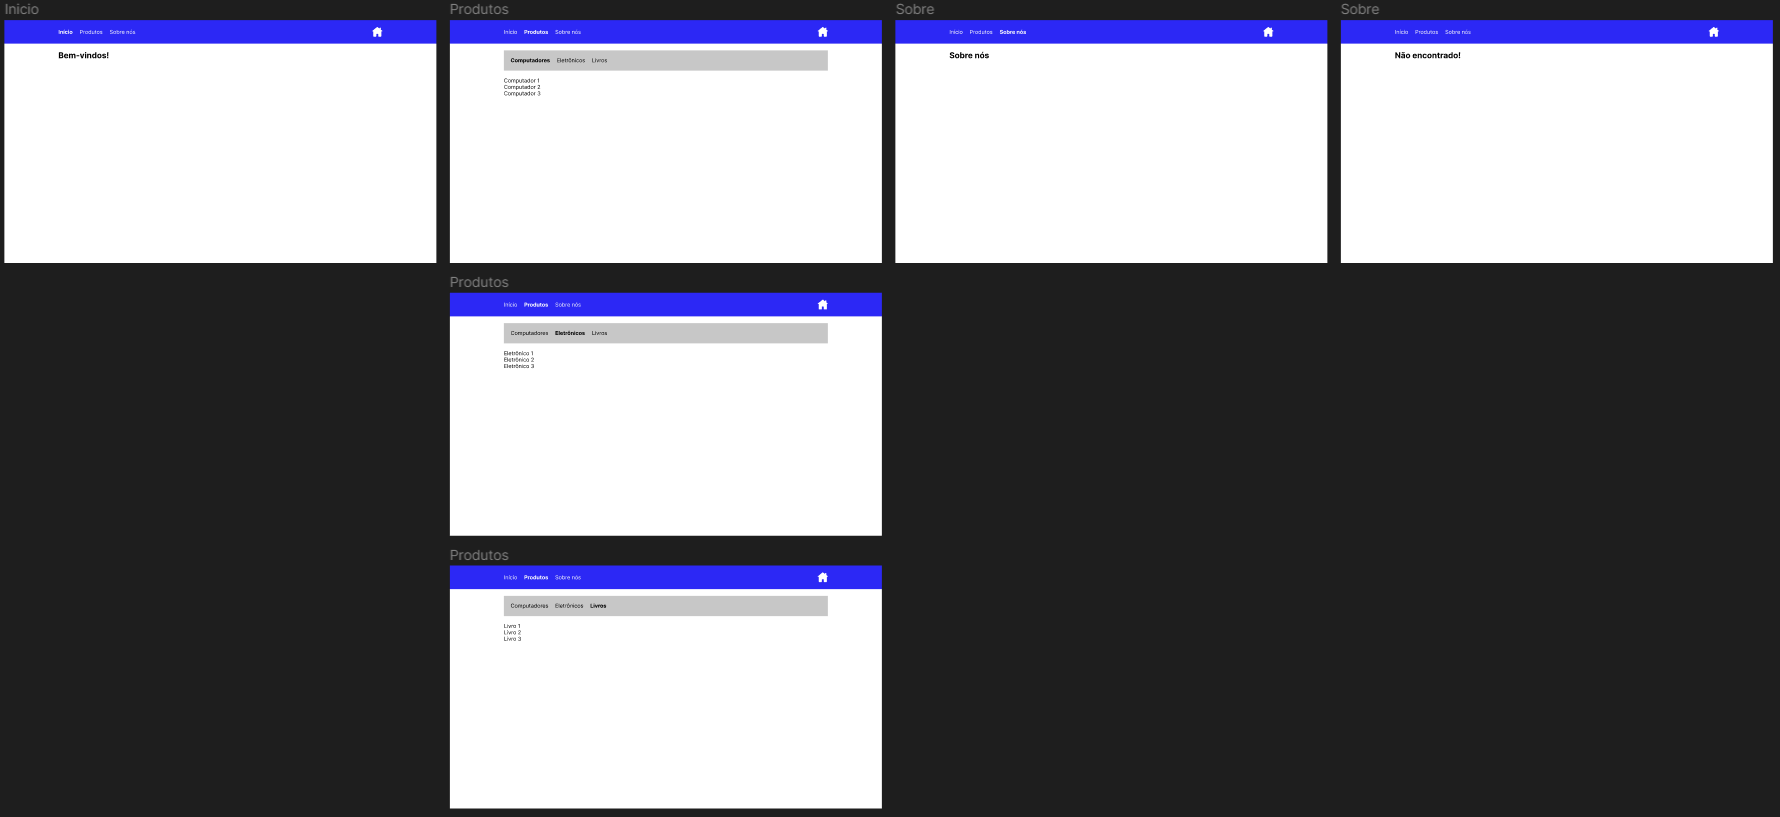 Inicio
Início Produtos Sobre nós
Bem-vindos!
Produtos
Início Produtos Sobre nós
Computadores Eletrônicos Livros
Computador 1
Computador 2
Computador 3
Sobre
Início Produtos Sobre nós
Sobre nós
Sobre
Início Produtos Sobre nós
Não encontrado!
Produtos
Início Produtos Sobre nós
Computadores Eletrônicos Livros
Eletrônico 1
Eletrônico 2
Eletrônico 3
Produtos
Início Produtos Sobre nós
Computadores Eletrônicos Livros
Livro 1
Livro 2
Livro 3